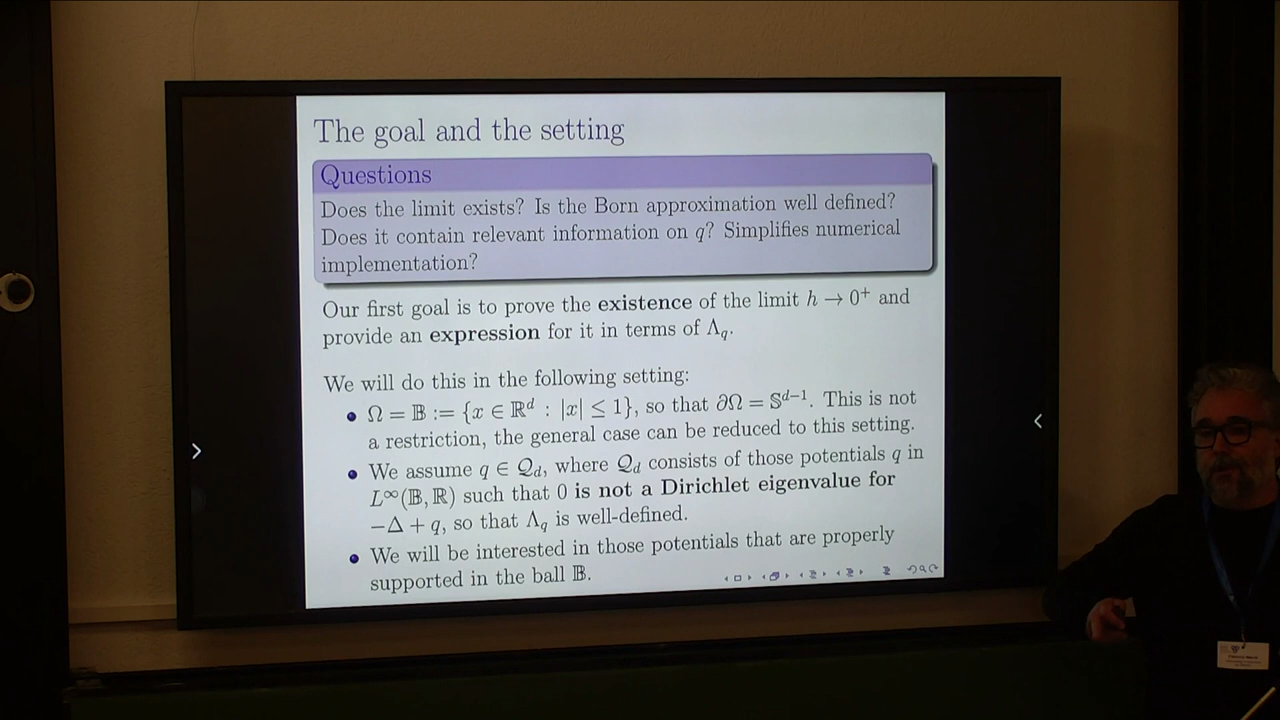 The goal and the setting
Questions
Does the limit exists? Is the Born approximation well defined?
Does it contain relevant information on q? Simplifies numerical
implementation?
Our first goal is to prove the existence of the limit h → 0⁺ and
provide an expression for it in terms of Λ_q.
We will do this in the following setting:
• Ω = 𝔹 := {x ∈ ℝ^d : |x| ≤ 1}, so that ∂Ω = 𝕊^{d−1}. This is not
a restriction, the general case can be reduced to this setting.
• We assume q ∈ 𝒬_d, where 𝒬_d consists of those potentials q in
L^∞(𝔹, ℝ) such that 0 is not a Dirichlet eigenvalue for
−Δ + q, so that Λ_q is well-defined.
• We will be interested in those potentials that are properly
supported in the ball 𝔹.